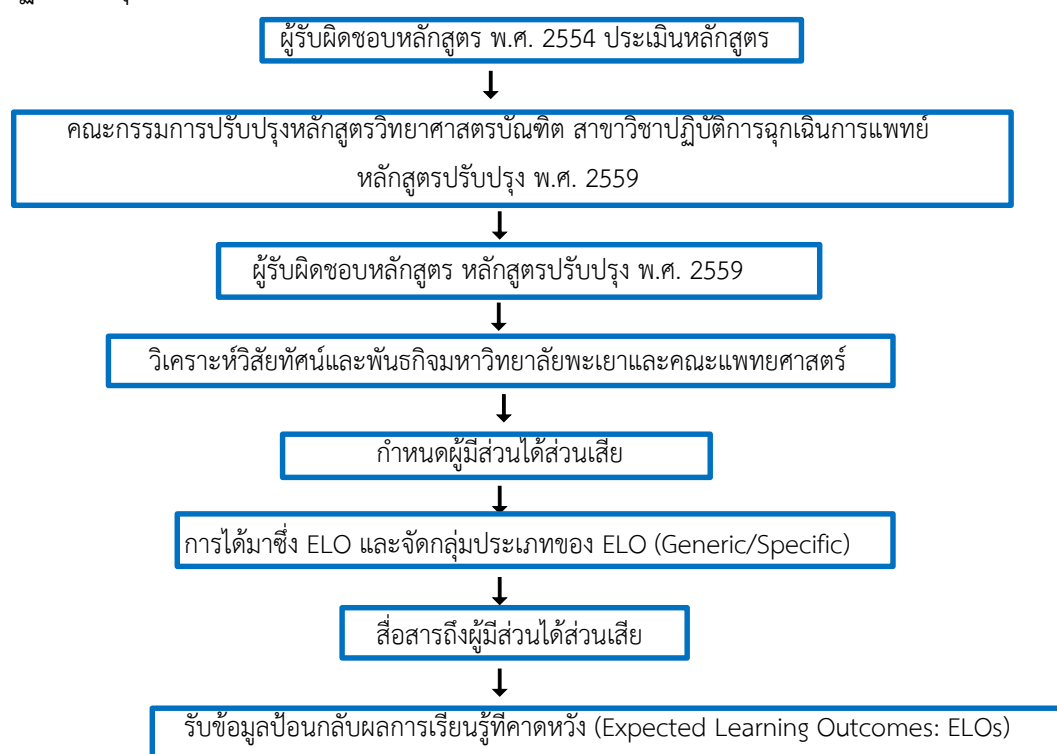 ผู้รับผิดชอบหลักสูตร พ.ศ. 2554 ประเมินหลักสูตร
คณะกรรมการปรับปรุงหลักสูตรวิทยาศาสตรบัณฑิต สาขาวิชาปฏิบัติการฉุกเฉินการแพทย์
หลักสูตรปรับปรุง พ.ศ. 2559
ผู้รับผิดชอบหลักสูตร หลักสูตรปรับปรุง พ.ศ. 2559
วิเคราะห์วิสัยทัศน์และพันธกิจมหาวิทยาลัยพะเยาและคณะแพทยศาสตร์
กำหนดผู้มีส่วนได้ส่วนเสีย
การได้มาซึ่ง ELO และจัดกลุ่มประเภทของ ELO (Generic/Specific)
สื่อสารถึงผู้มีส่วนได้ส่วนเสีย
รับข้อมูลป้อนกลับผลการเรียนรู้ที่คาดหวัง (Expected Learning Outcomes: ELOs)